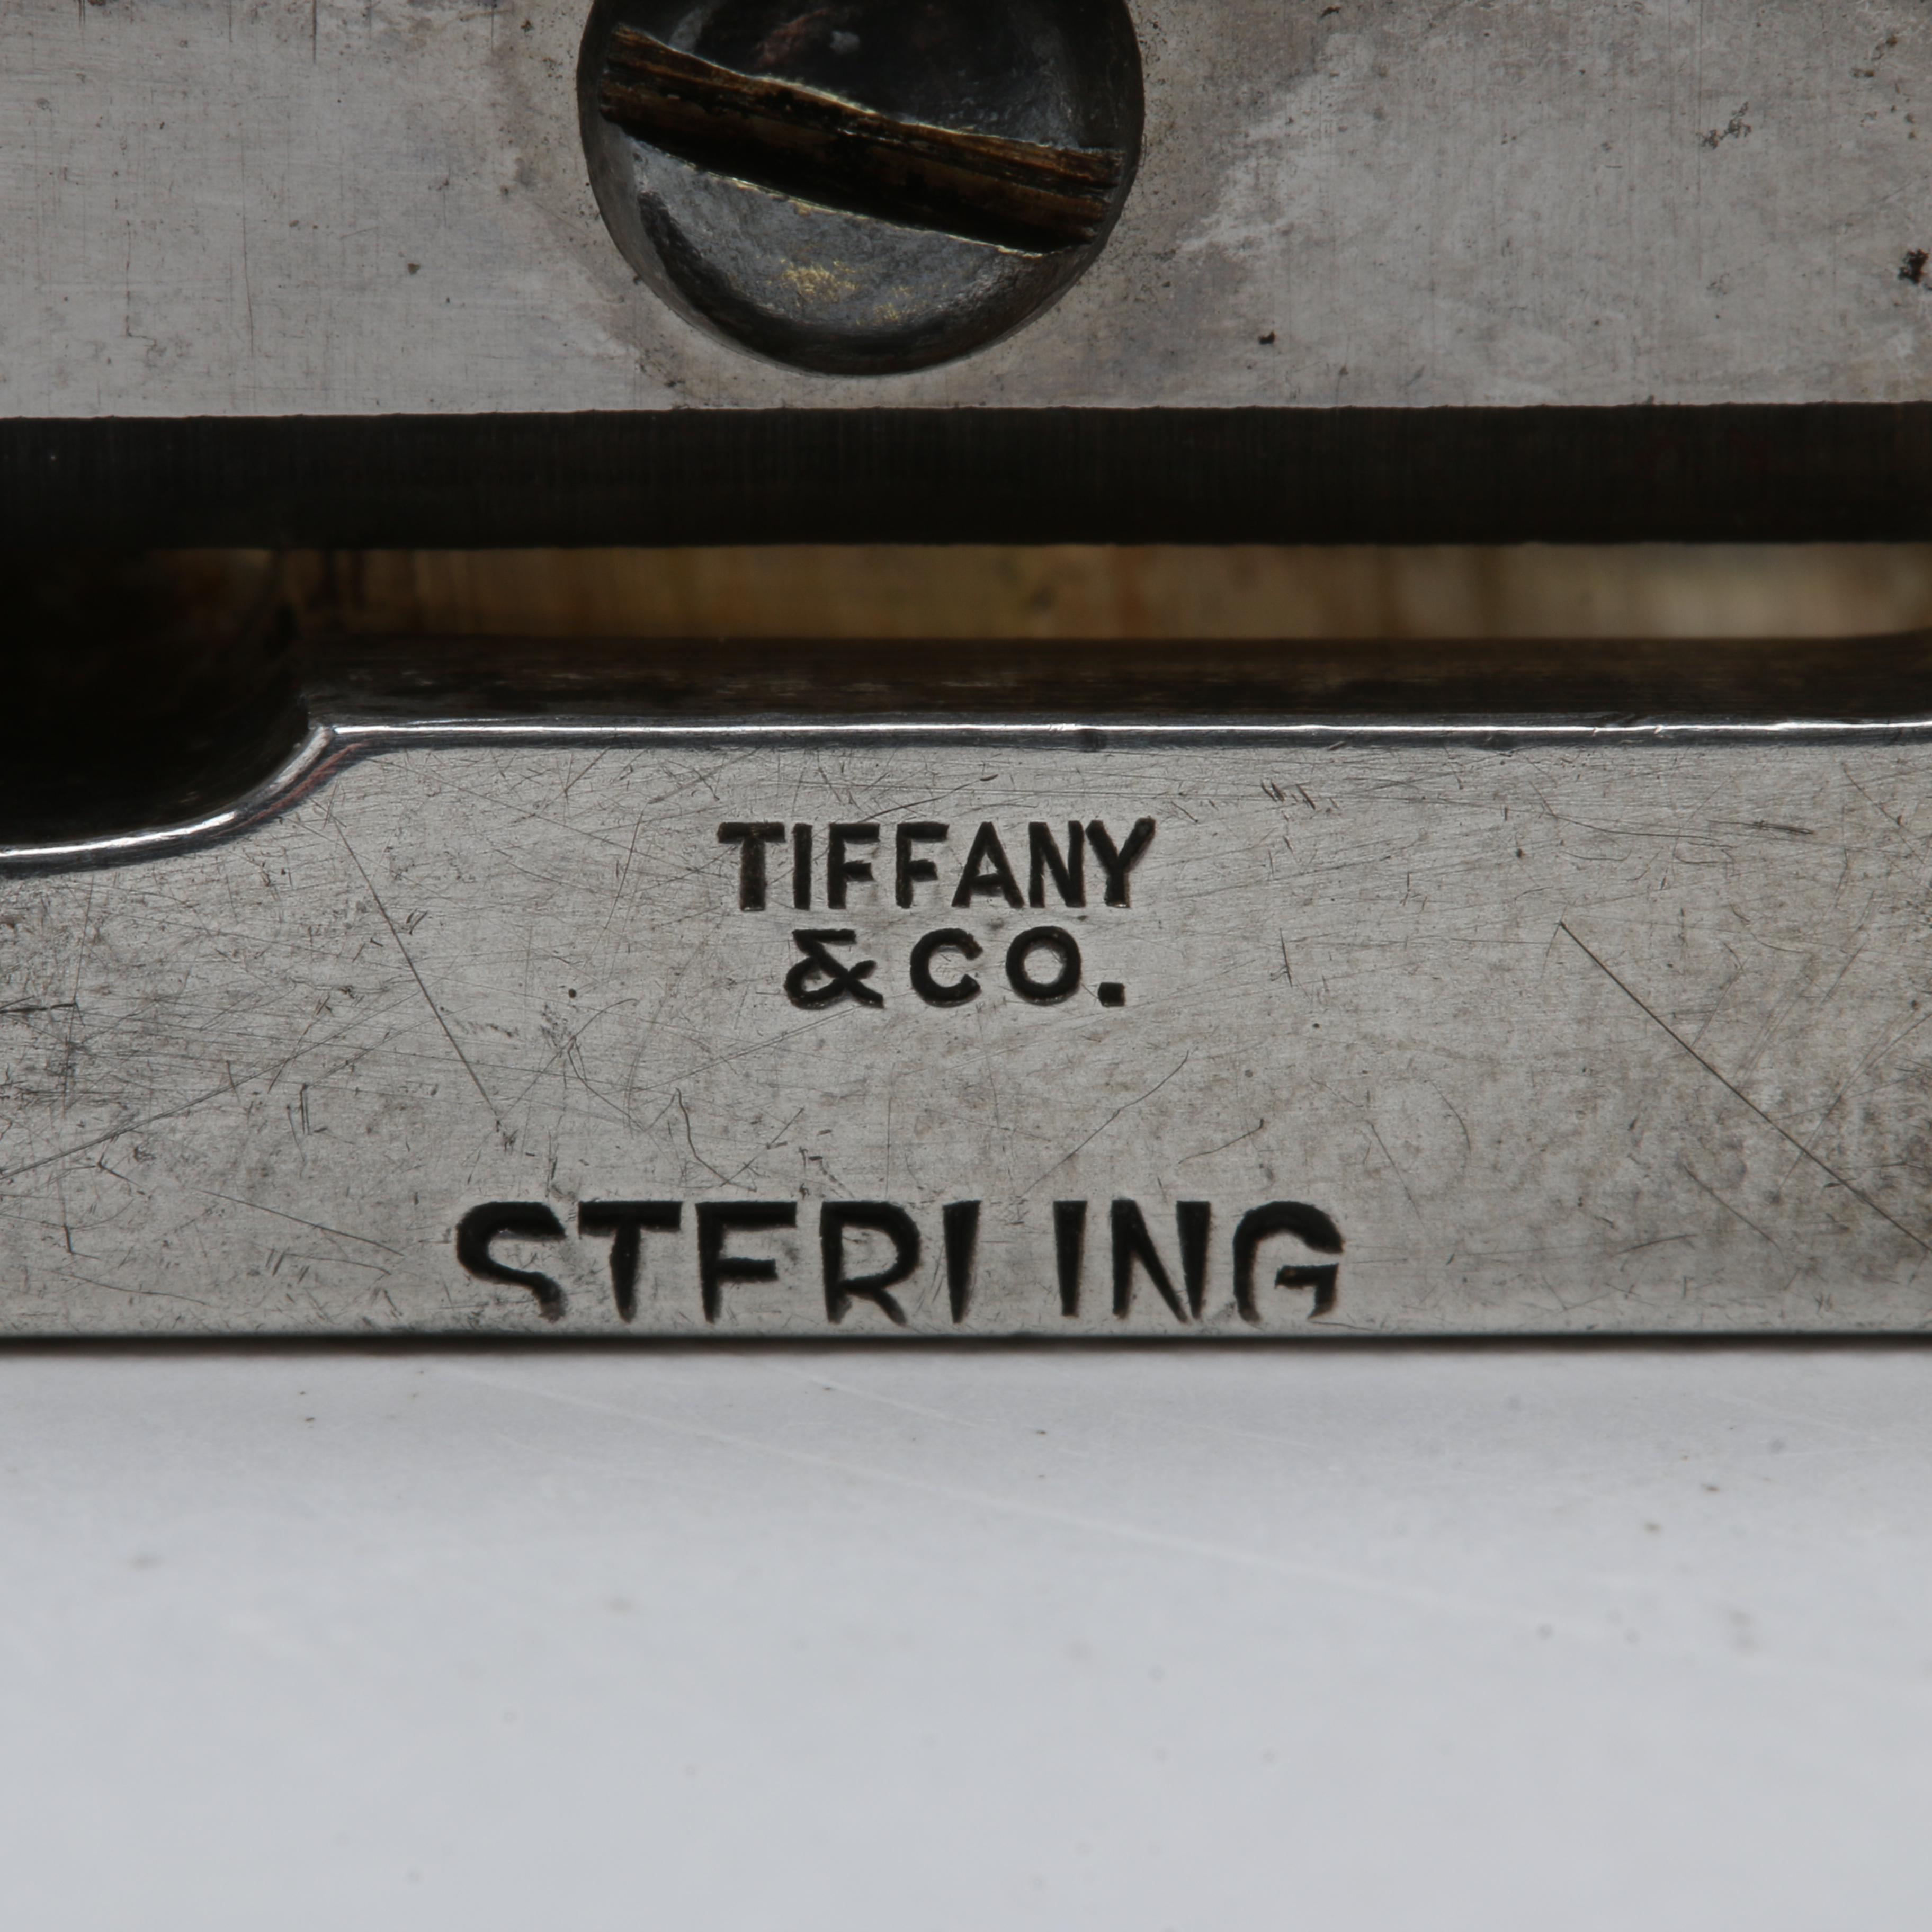 TIFFANY
& CO.
STERLING